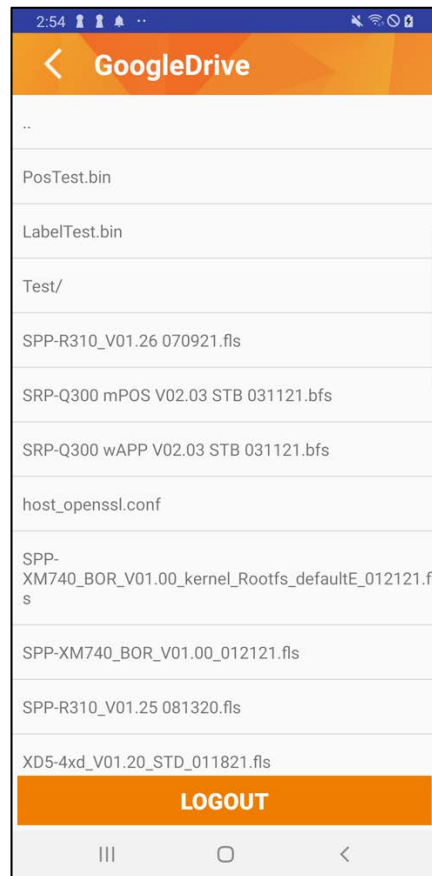 2:54
GoogleDrive
..
PosTest.bin
LabelTest.bin
Test/
SPP-R310_V01.26 070921.fls
SRP-Q300 mPOS V02.03 STB 031121.bfs
SRP-Q300 wAPP V02.03 STB 031121.bfs
host_openssl.conf
SPP-
XM740_BOR_V01.00_kernel_Rootfs_defaultE_012121.fl
s
SPP-XM740_BOR_V01.00_012121.fls
SPP-R310_V01.25 081320.fls
XD5-4xd_V01.20_STD_011821.fls
LOGOUT